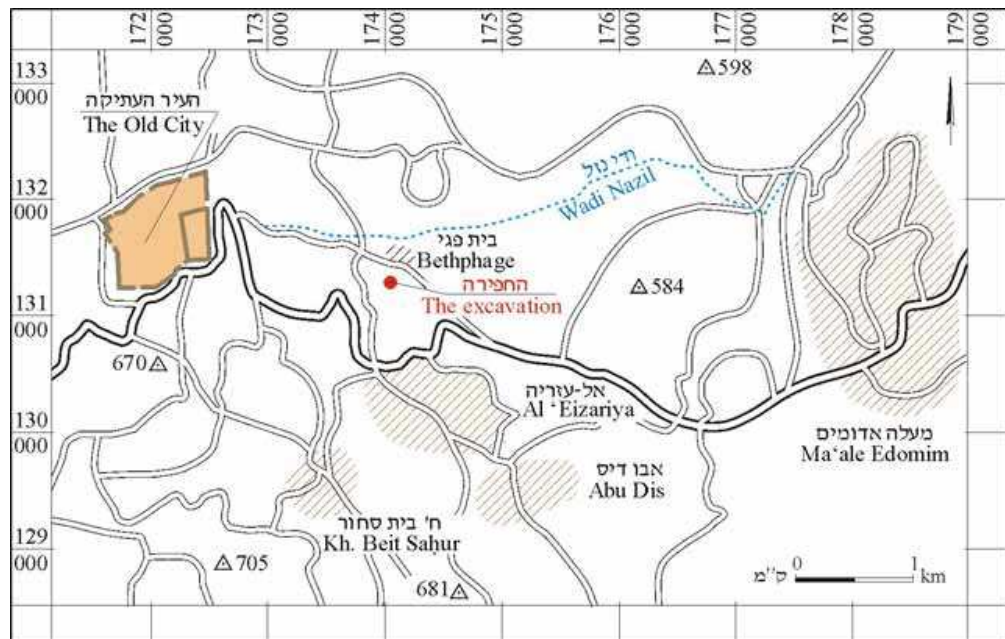 172
000
173
000
174
000
175
000
176
000
177
000
178
000
179
000
133
000
132
000
131
000
130
000
129
000
598
העיר העתיקה
The Old City
ודי נזל
Wadi Nazil
בית פגי
Bethphage
החפירה
The excavation
584
670
אל-עזריה
Al ‘Eizariya
מעלה אדומים
Ma‘ale Edomim
אבו דיס
Abu Dis
ח' בית סחור
Kh. Beit Saḥur
705
681
0 1
ק''מ km